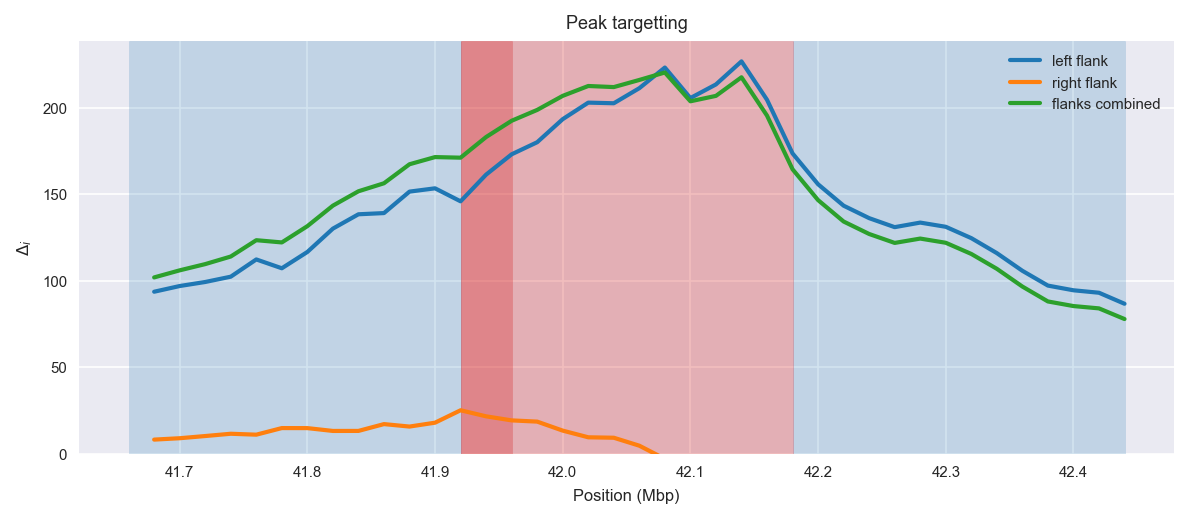 Peak targetting
left flank
right flank
flanks combined
Δi
200
150
100
50
0
41.7 41.8 41.9 42.0 42.1 42.2 42.3 42.4
Position (Mbp)